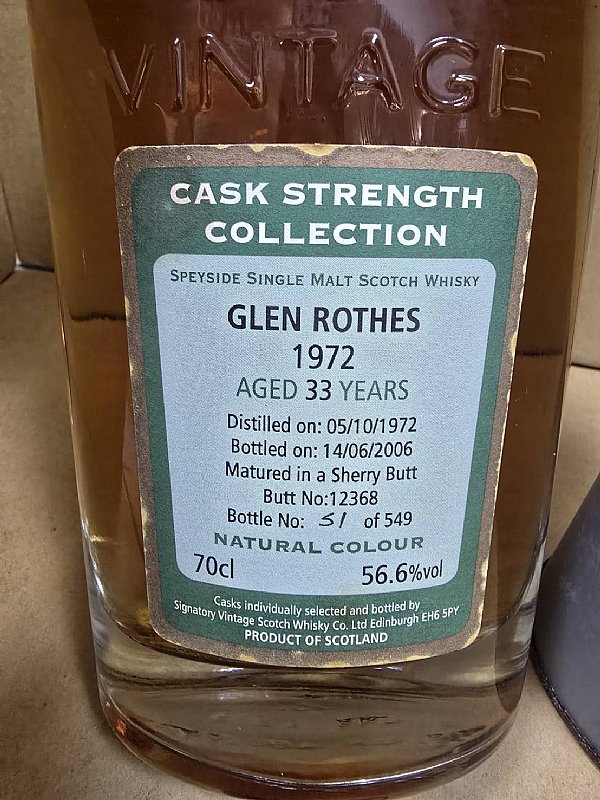 VINTAGE
CASK STRENGTH
COLLECTION
SPEYSIDE SINGLE MALT SCOTCH WHISKY
GLEN ROTHES
1972
AGED 33 YEARS
Distilled on: 05/10/1972
Bottled on: 14/06/2006
Matured in a Sherry Butt
Butt No:12368
Bottle No: 51 of 549
NATURAL COLOUR
70cl 56.6%vol
Casks individually selected and bottled by
Signatory Vintage Scotch Whisky Co. Ltd Edinburgh EH6 5PY
PRODUCT OF SCOTLAND